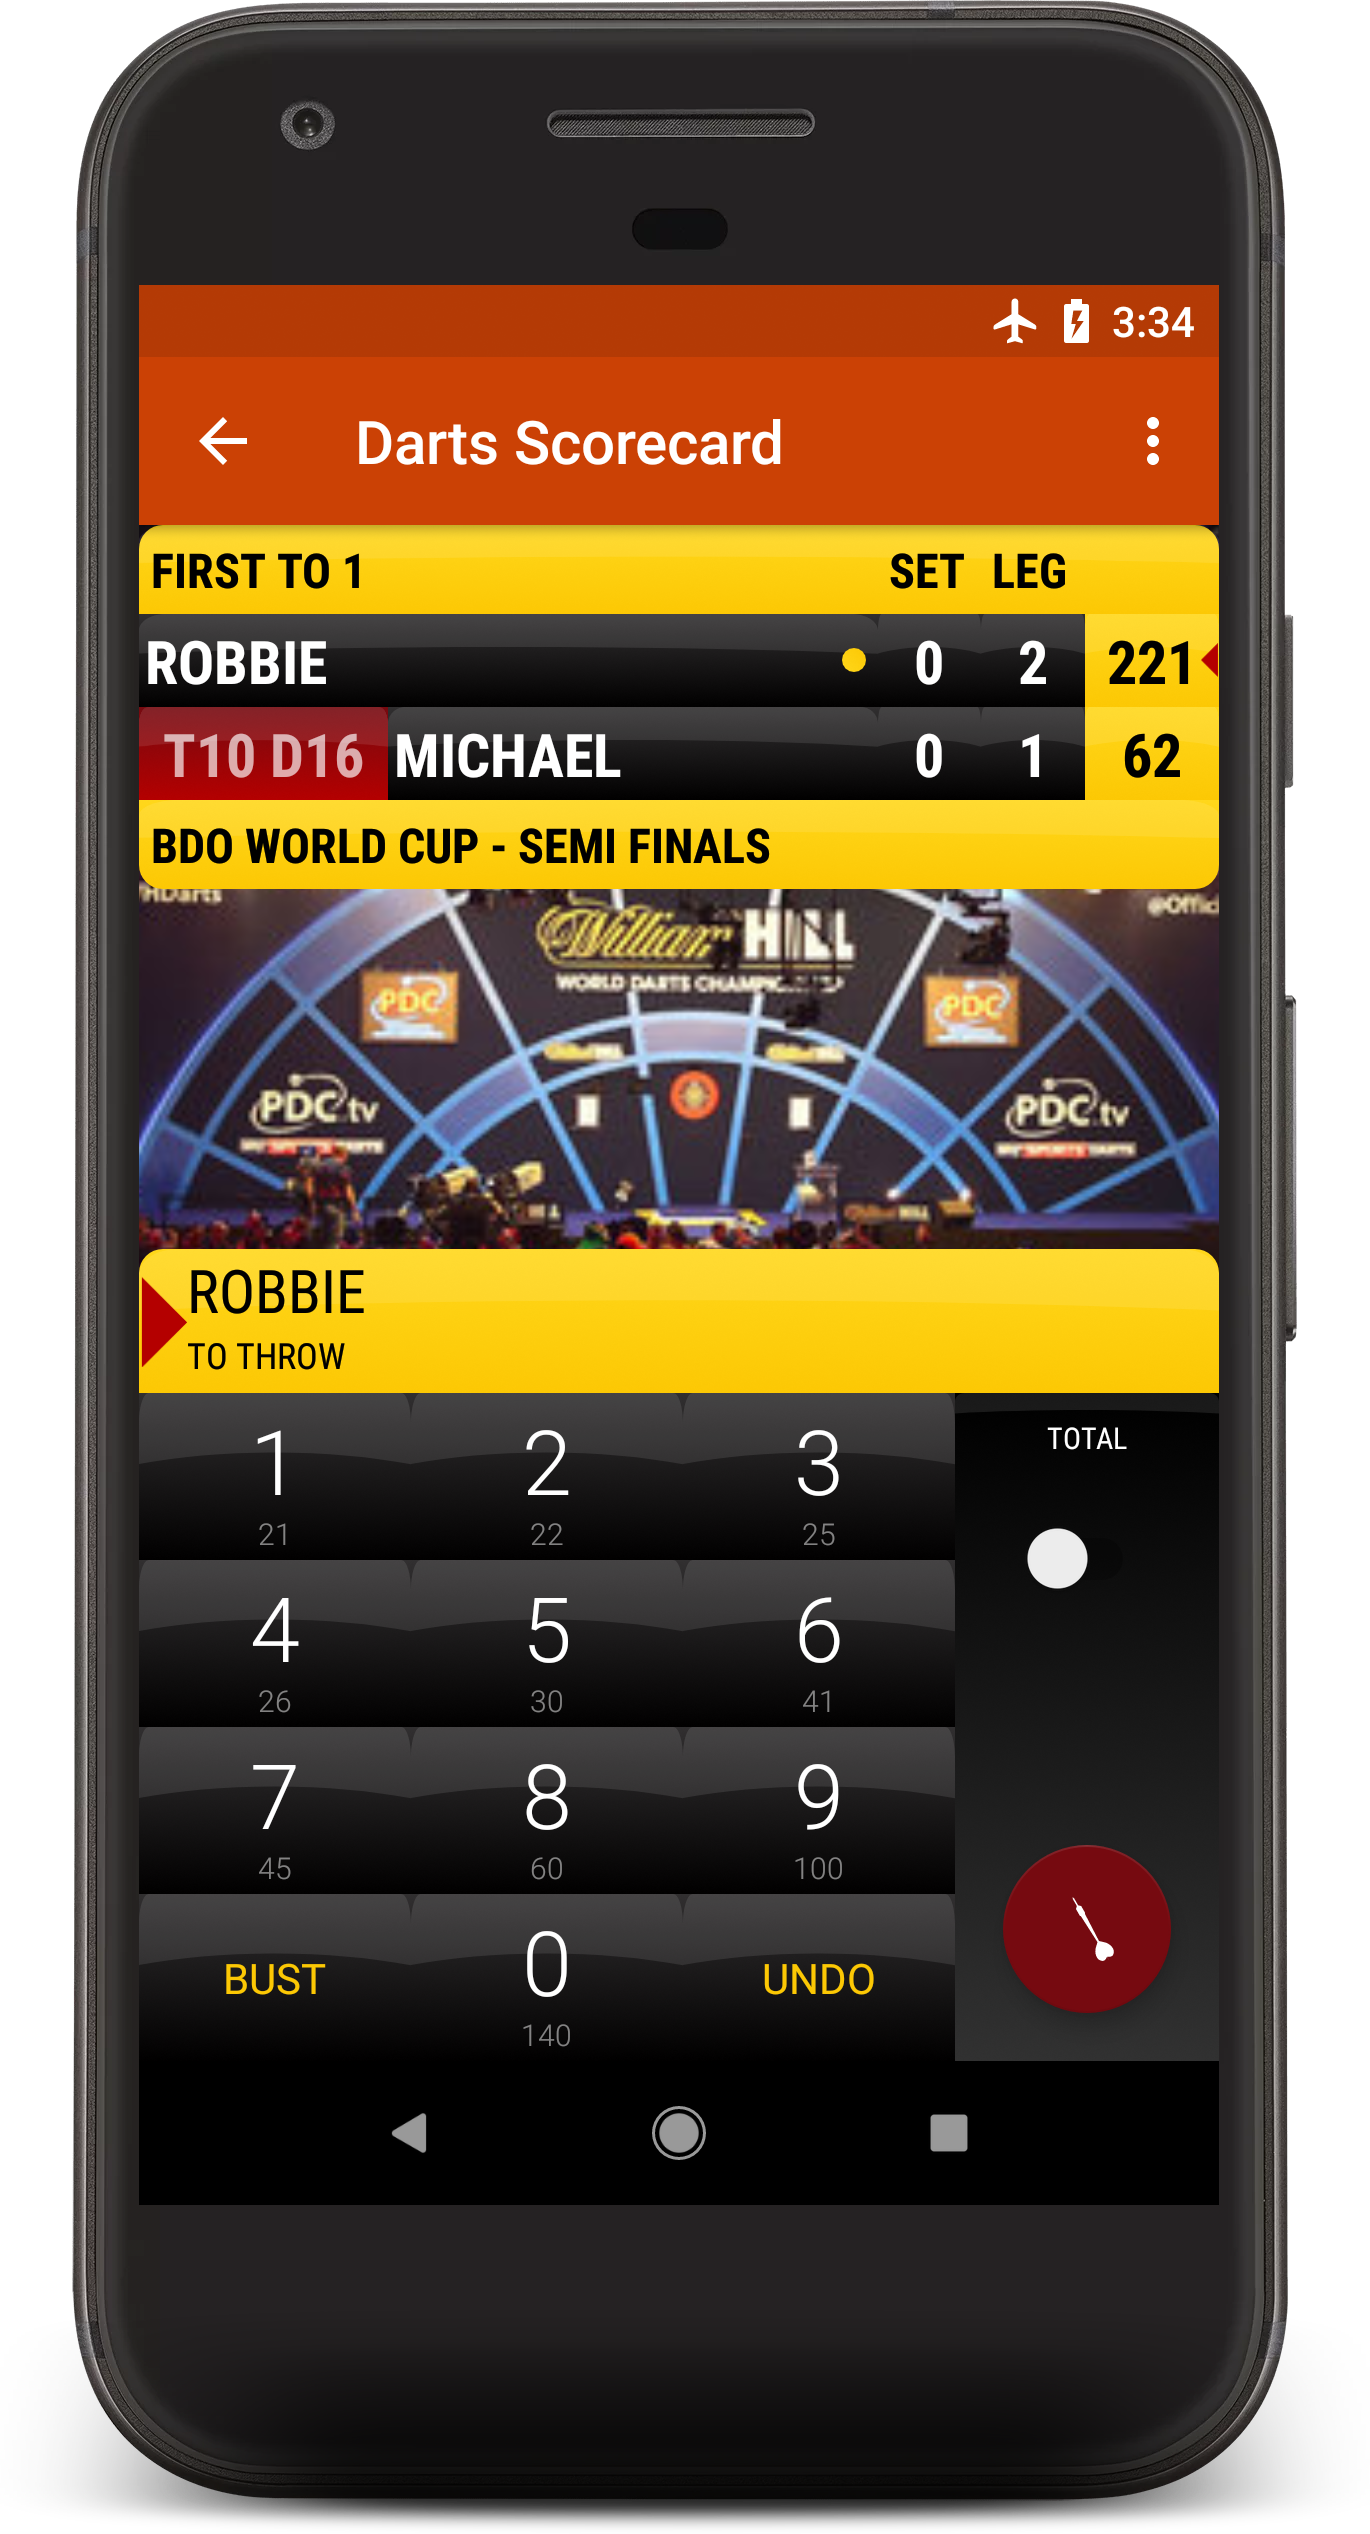 3:34
Darts Scorecard
FIRST TO 1 SET LEG
ROBBIE 0 2 221
T10 D16 MICHAEL 0 1 62
BDO WORLD CUP - SEMI FINALS
William HILL
WORLD DARTS
PDC PDC
PDC.tv PDC.tv
ROBBIE
TO THROW
1 2 3 TOTAL
21 22 25
4 5 6
26 30 41
7 8 9
45 60 100
BUST 0 UNDO
140